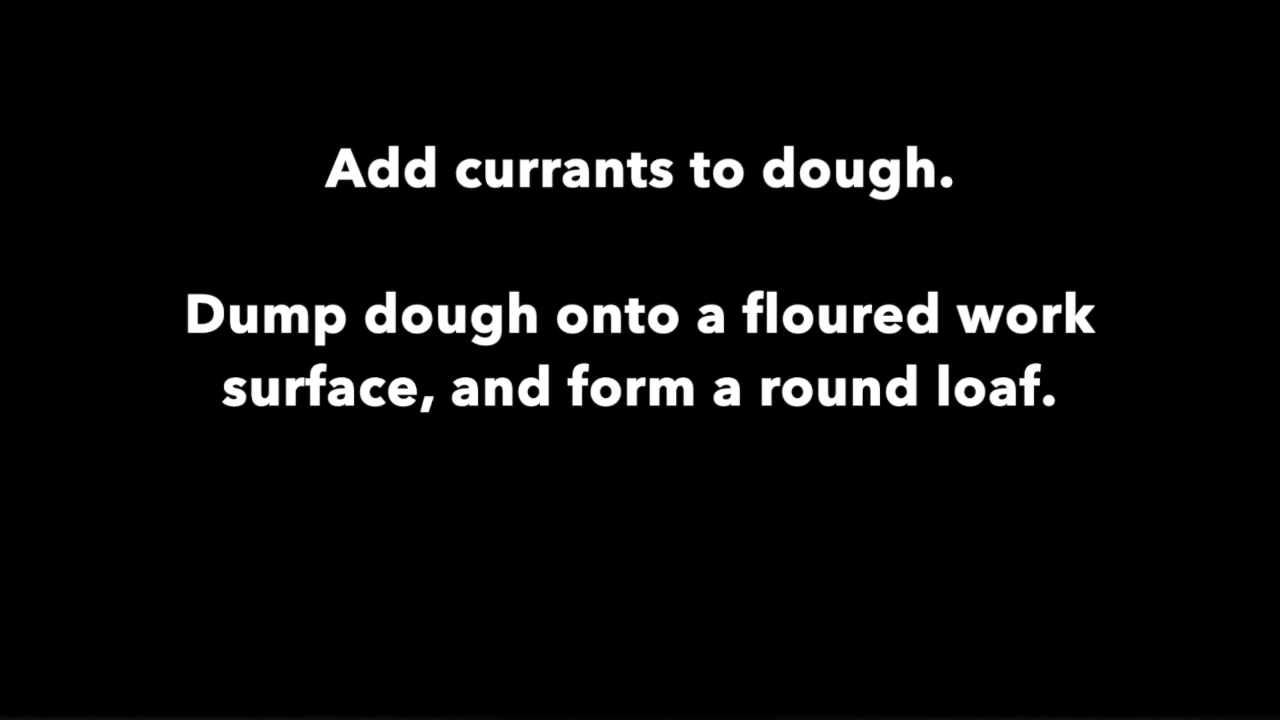 Add currants to dough.
Dump dough onto a floured work
surface, and form a round loaf.